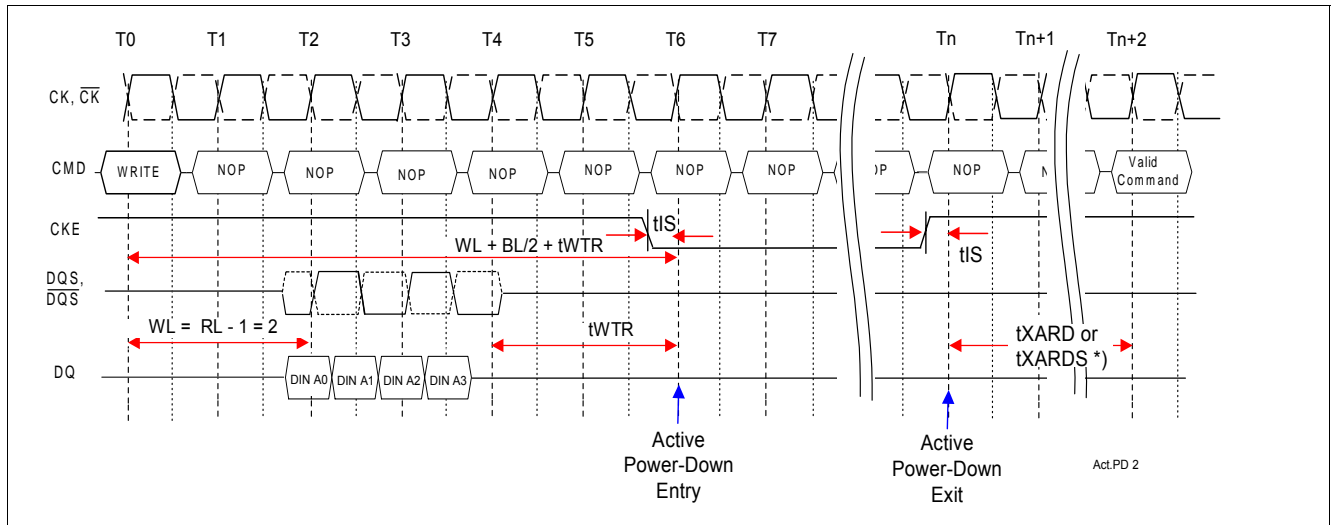 T0 T1 T2 T3 T4 T5 T6 T7 Tn Tn+1 Tn+2
CK, CK
CMD WRITE NOP NOP NOP NOP NOP NOP NOP OP NOP N Valid
Command
CKE tIS
WL + BL/2 + tWTR
tIS
DQS,
DQS
WL = RL - 1 = 2
tWTR
tXARD or
tXARDS *)
DQ DIN A0 DIN A1 DIN A2 DIN A3
Active
Power-Down
Entry
Active
Power-Down
Exit
Act.PD 2